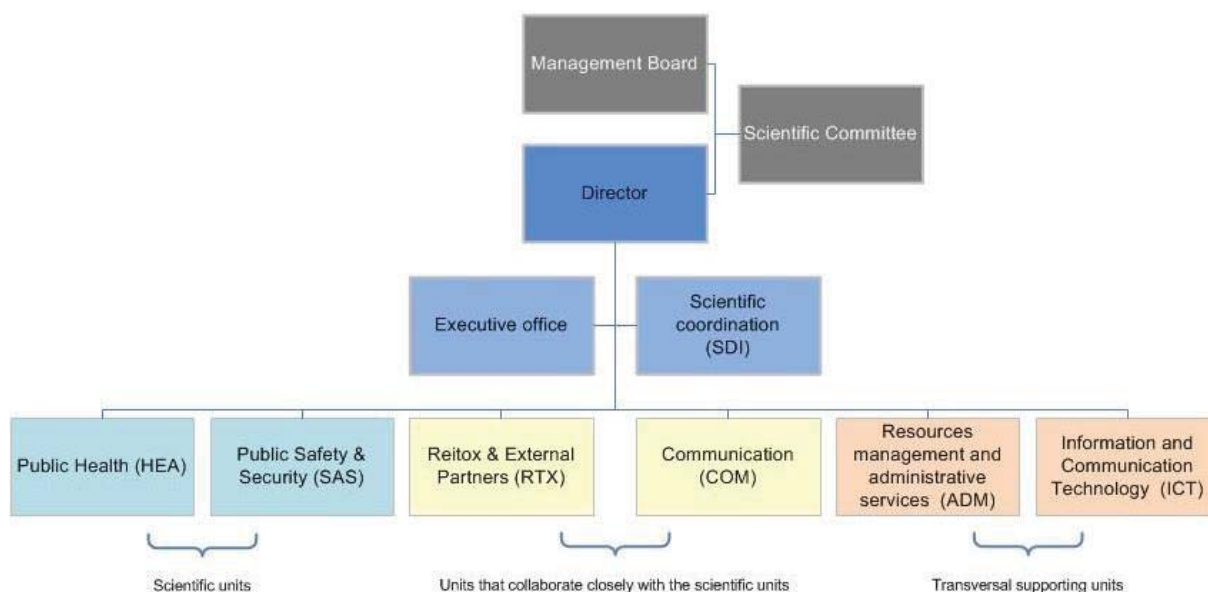 Management Board
Scientific Committee
Director
Executive office
Scientific
coordination
(SDI)
Public Health (HEA)
Public Safety &
Security (SAS)
Reitox & External
Partners (RTX)
Communication
(COM)
Resources
management and
administrative
services (ADM)
Information and
Communication
Technology (ICT)
Scientific units
Units that collaborate closely with the scientific units
Transversal supporting units